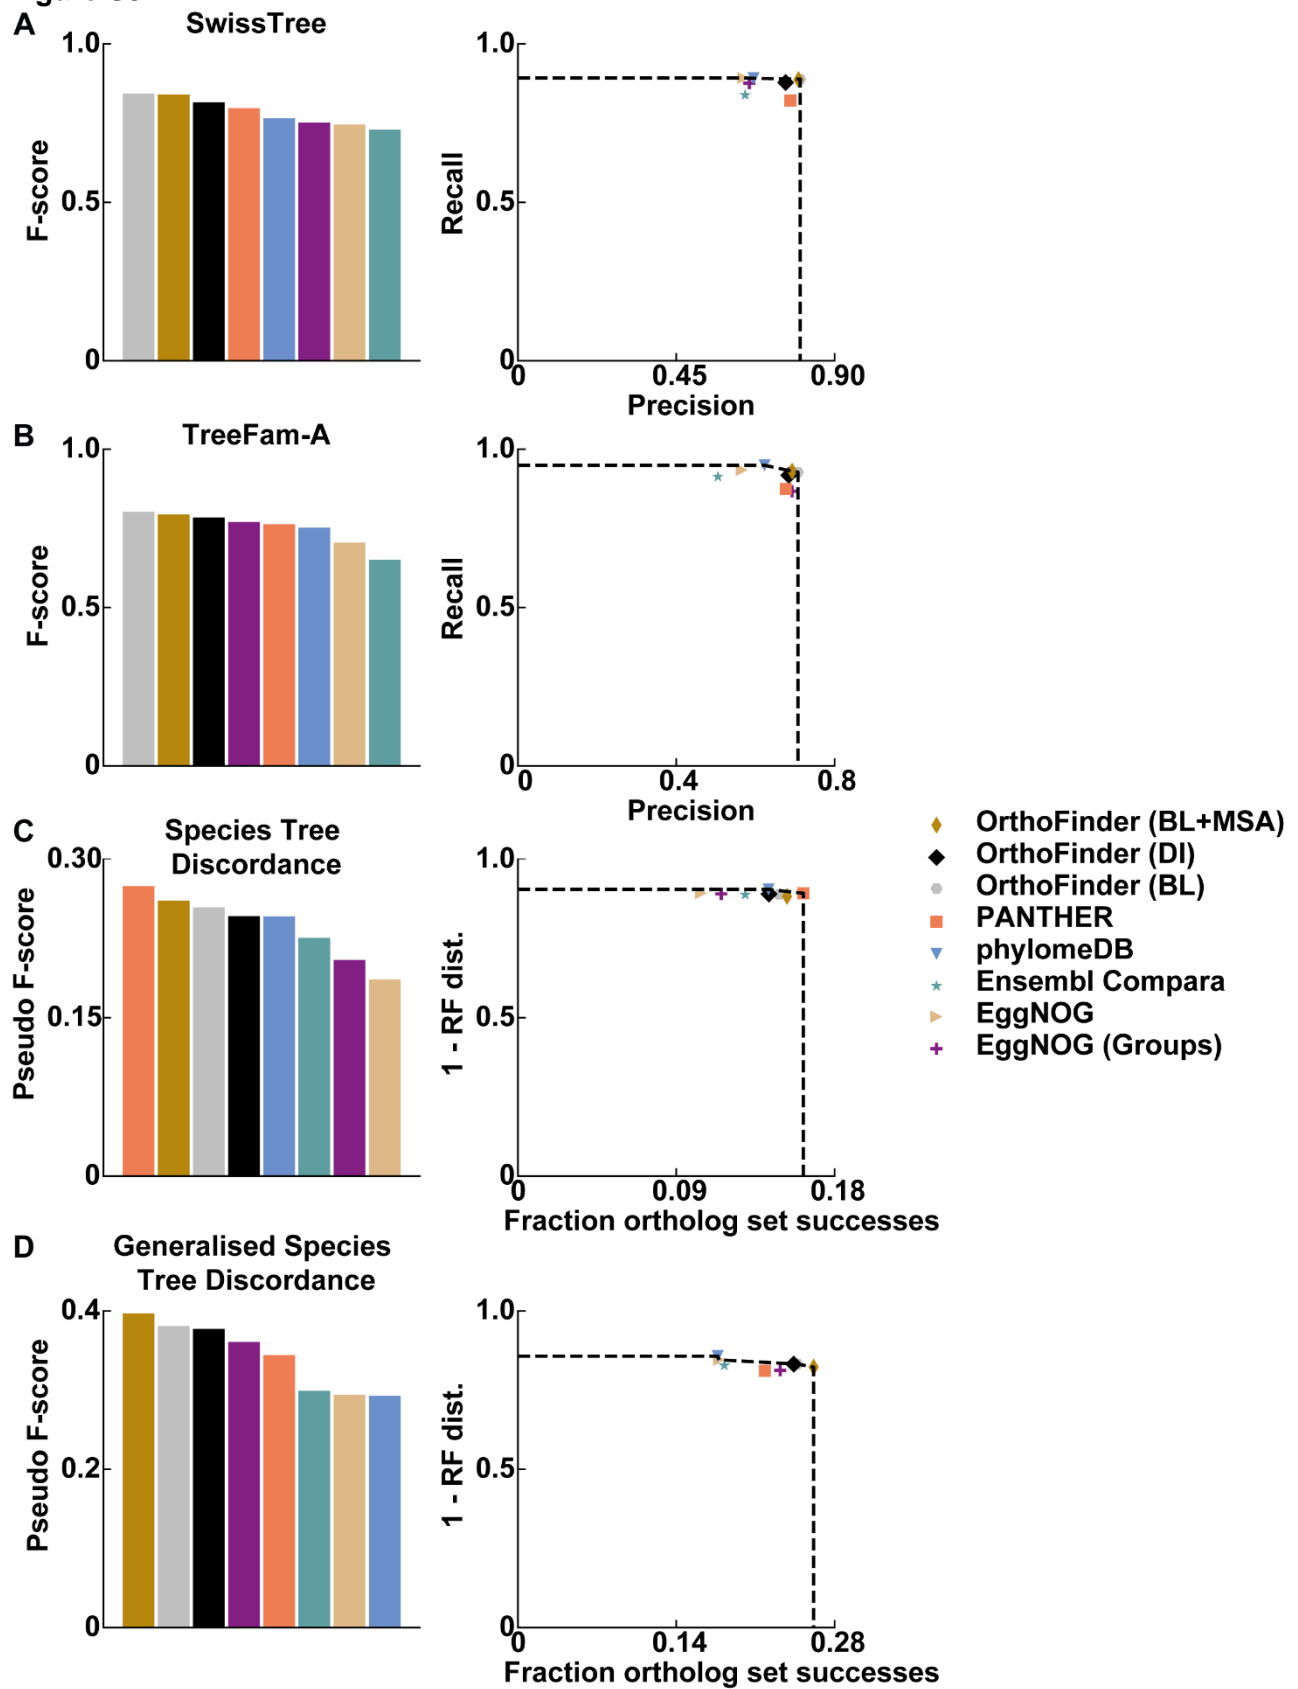 A
SwissTree
1.0
0.5
0
F-score
1.0
0.5
0
Recall
0
0.45
0.90
Precision
B
TreeFam-A
1.0
0.5
0
F-score
1.0
0.5
0
Recall
0
0.4
0.8
Precision
C
Species Tree
Discordance
0.30
0.15
0
Pseudo F-score
1.0
0.5
0
1 - RF dist.
0
0.09
0.18
Fraction ortholog set successes
OrthoFinder (BL+MSA)
OrthoFinder (DI)
OrthoFinder (BL)
PANTHER
phylomeDB
Ensembl Compara
EggNOG
EggNOG (Groups)
D
Generalised Species
Tree Discordance
0.4
0.2
0
Pseudo F-score
1.0
0.5
0
1 - RF dist.
0
0.14
0.28
Fraction ortholog set successes